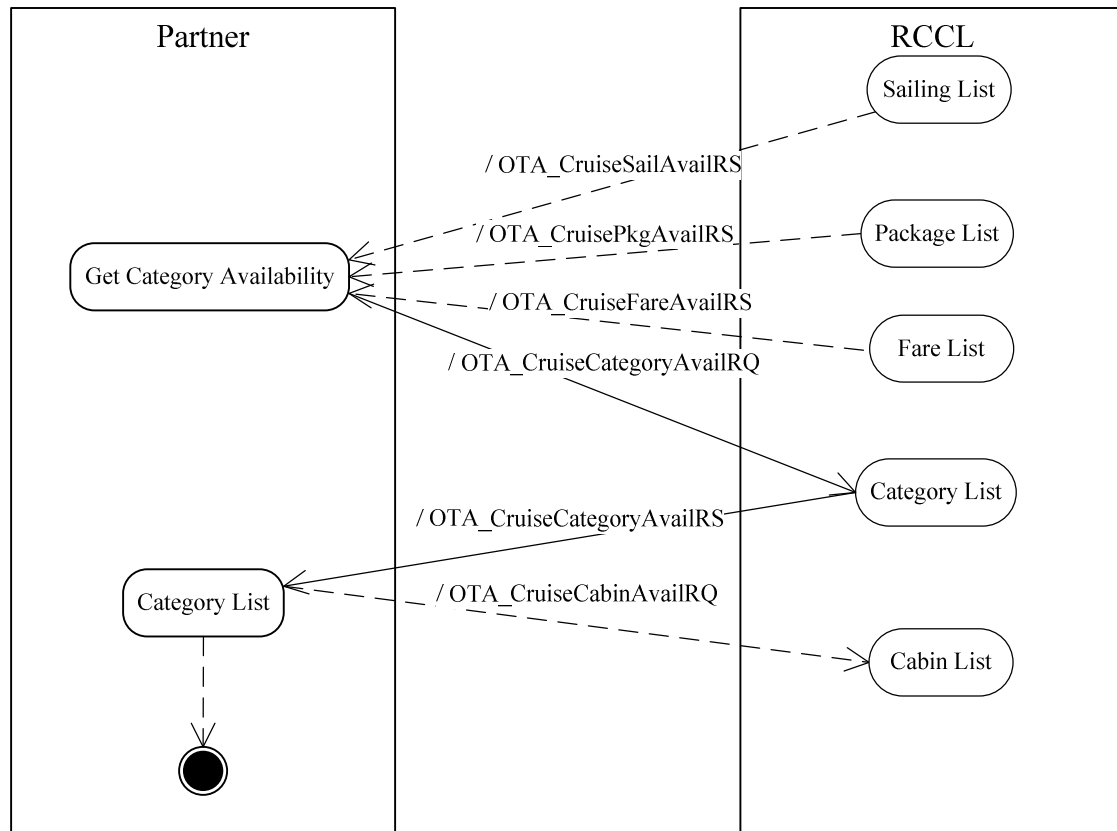 Partner
RCCL
Sailing List
/ OTA_CruiseSailAvailRS
/ OTA_CruisePkgAvailRS
Package List
Get Category Availability
/ OTA_CruiseFareAvailRS
Fare List
/ OTA_CruiseCategoryAvailRQ
Category List
/ OTA_CruiseCategoryAvailRS
Category List
/ OTA_CruiseCabinAvailRQ
Cabin List